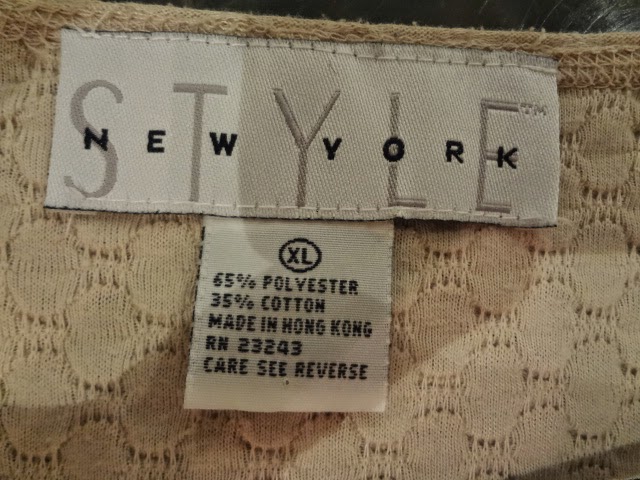 STYLE™
NEW YORK
XL
65% POLYESTER
35% COTTON
MADE IN HONG KONG
RN 23243
CARE SEE REVERSE